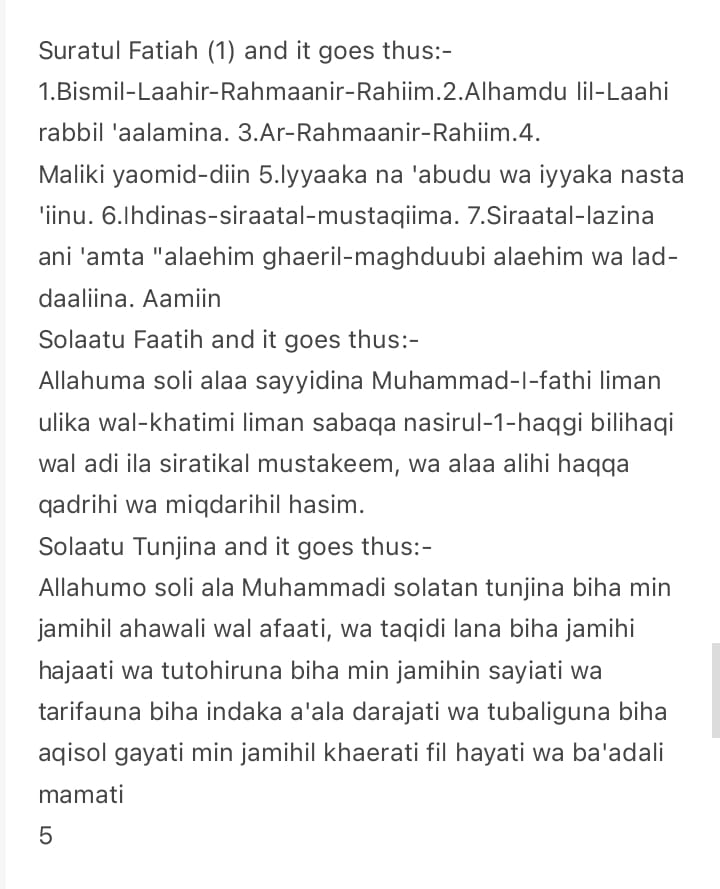 Suratul Fatiah (1) and it goes thus:-
1.Bismil-Laahir-Rahmaanir-Rahiim.2.Alhamdu lil-Laahi
rabbil 'aalamina. 3.Ar-Rahmaanir-Rahiim.4.
Maliki yaomid-diin 5.Iyyaaka na 'abudu wa iyyaka nasta
'iinu. 6.Ihdinas-siraatal-mustaqiima. 7.Siraatal-lazina
ani 'amta "alaehim ghaeril-maghduubi alaehim wa lad-
daaliina. Aamiin
Solaatu Faatih and it goes thus:-
Allahuma soli alaa sayyidina Muhammad-I-fathi liman
ulika wal-khatimi liman sabaqa nasirul-1-haqgi bilihaqi
wal adi ila siratikal mustakeem, wa alaa alihi haqqa
qadrihi wa miqdarihil hasim.
Solaatu Tunjina and it goes thus:-
Allahumo soli ala Muhammadi solatan tunjina biha min
jamihil ahawali wal afaati, wa taqidi lana biha jamihi
hajaati wa tutohiruna biha min jamihin sayiati wa
tarifauna biha indaka a'ala darajati wa tubaliguna biha
aqisol gayati min jamihil khaerati fil hayati wa ba'adali
mamati
5